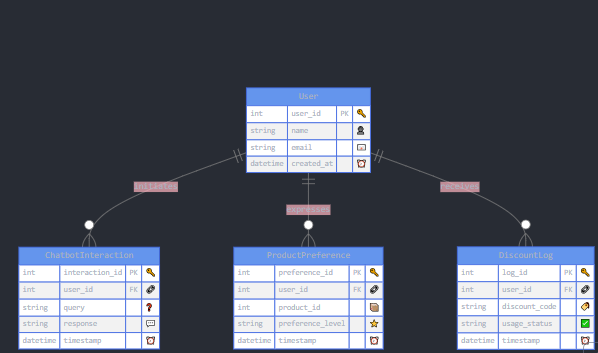 User
int user_id PK
string name
string email
datetime created_at
initiates
expresses
receives
ChatbotInteraction
int interaction_id PK
int user_id FK
string query
string response
datetime timestamp
ProductPreference
int preference_id PK
int user_id FK
int product_id
string preference_level
datetime timestamp
DiscountLog
int log_id PK
int user_id FK
string discount_code
string usage_status
datetime timestamp